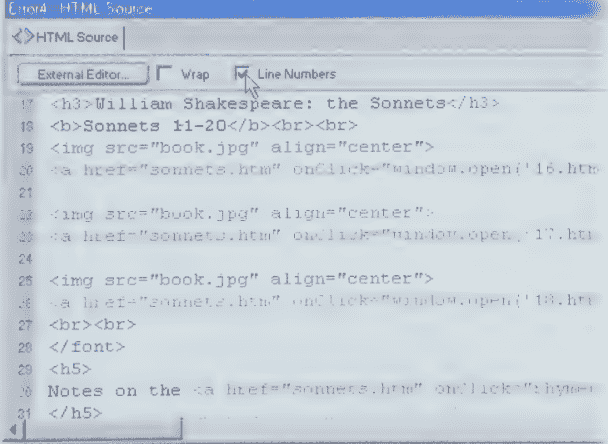 Error4 HTML Source
HTML Source
External Editor... Wrap Line Numbers
17 <h3>William Shakespeare: the Sonnets</h3>
18 <b>Sonnets 11-20</b><br><br>
19 <img src="book.jpg" align="center">
20 <a href="sonnets.htm" onClick="window.open('16.htm
21
22 <img src="book.jpg" align="center">
23 <a href="sonnets.htm" onClick="window.open('17.htm
24
25 <img src="book.jpg" align="center">
26 <a href="sonnets.htm" onClick="window.open('18.htm
27 <br><br>
28 </font>
29 <h5>
30 Notes on the <a href="sonnets.htm" onClick="rhymer
31 </h5>